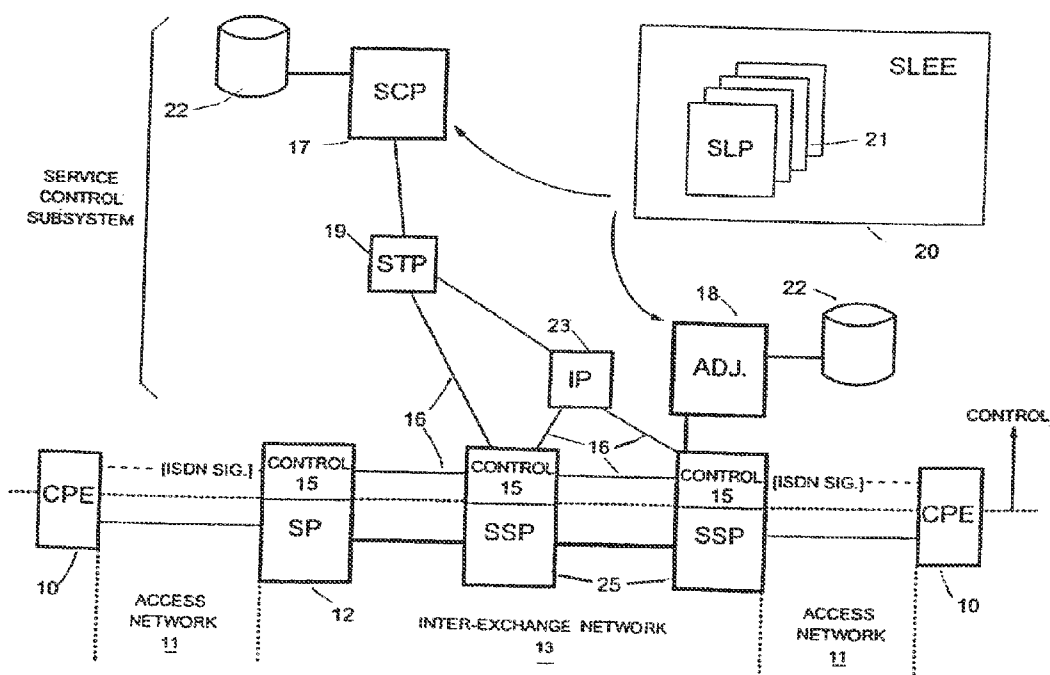 22
SCP
17
SLEE
SLP
21
20
SERVICE
CONTROL
SUBSYSTEM
19
STP
18
22
23
IP
ADJ.
16
16
CONTROL
CPE
[ISDN SIG.]
CONTROL
15
SP
CONTROL
15
SSP
CONTROL
15
SSP
[ISDN SIG.]
CPE
10
12
25
10
ACCESS
NETWORK
11
INTER-EXCHANGE NETWORK
13
ACCESS
NETWORK
11